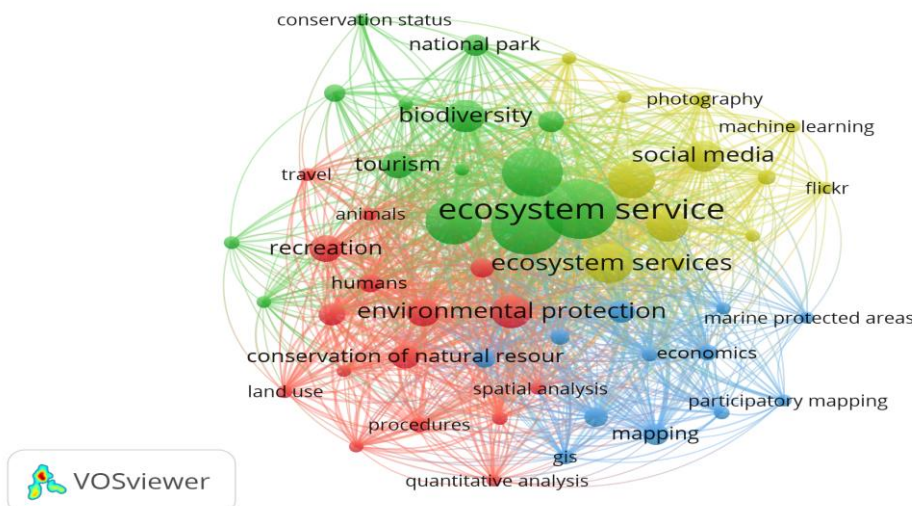 conservation status
national park
photography
biodiversity
machine learning
social media
tourism
travel
flickr
animals
ecosystem service
recreation
ecosystem services
humans
environmental protection
marine protected areas
conservation of natural resour
economics
land use
spatial analysis
participatory mapping
procedures
mapping
gis
quantitative analysis
VOSviewer